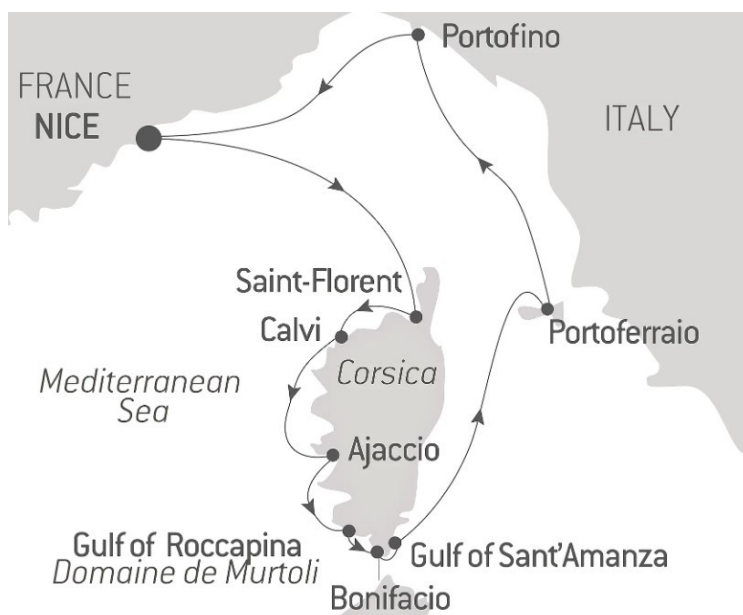 Portofino
FRANCE
NICE
ITALY
Saint-Florent
Calvi
Portoferraio
Corsica
Mediterranean
Sea
Ajaccio
Gulf of Roccapina
Domaine de Murtoli
Gulf of Sant'Amanza
Bonifacio